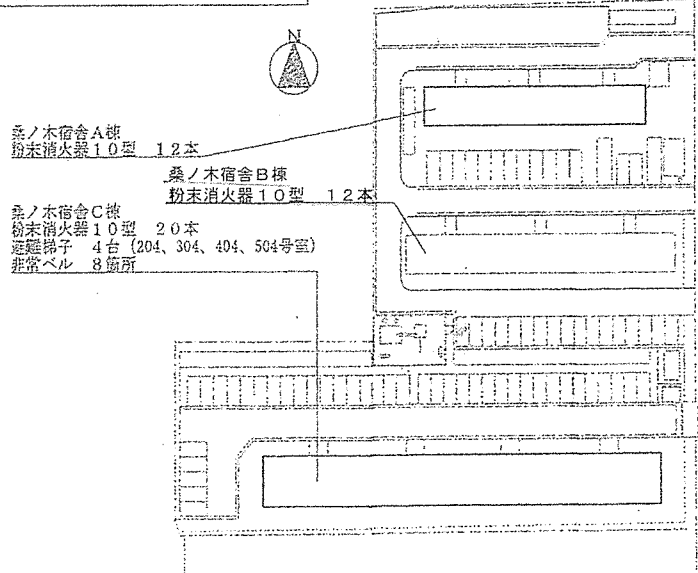 N
桑ノ木宿舎A棟
粉末消火器10型 12本
桑ノ木宿舎B棟
粉末消火器10型 12本
桑ノ木宿舎C棟
粉末消火器10型 20本
避難梯子 4台 (204、304、404、504号室)
非常ベル 8箇所